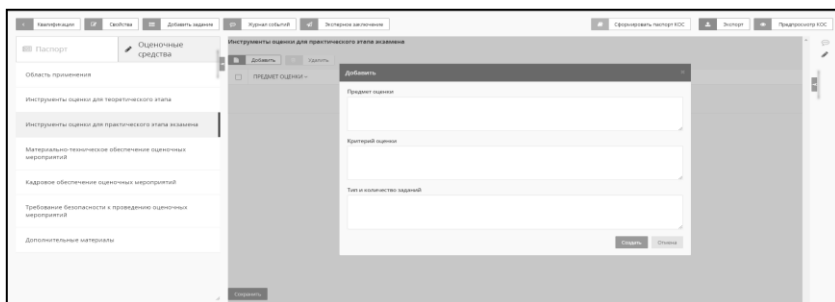 Квалификации
Свойства
Добавить задания
Журнал событий
Экспертное заключение
Сформировать паспорт КОС
Экспорт
Предпросмотр КОС
Паспорт
Оценочные
средства
Область применения
Инструменты оценки для теоретического этапа
Инструменты оценки для практического этапа экзамена
Материально-техническое обеспечение оценочных
мероприятий
Кадровое обеспечение оценочных мероприятий
Требование безопасности к проведению оценочных
мероприятий
Дополнительные материалы
Инструменты оценки для практического этапа экзамена
Добавить
Удалить
ПРЕДМЕТ ОЦЕНКИ
Добавить
Предмет оценки
Критерий оценки
Тип и количество заданий
Создать
Отмена
Сохранить